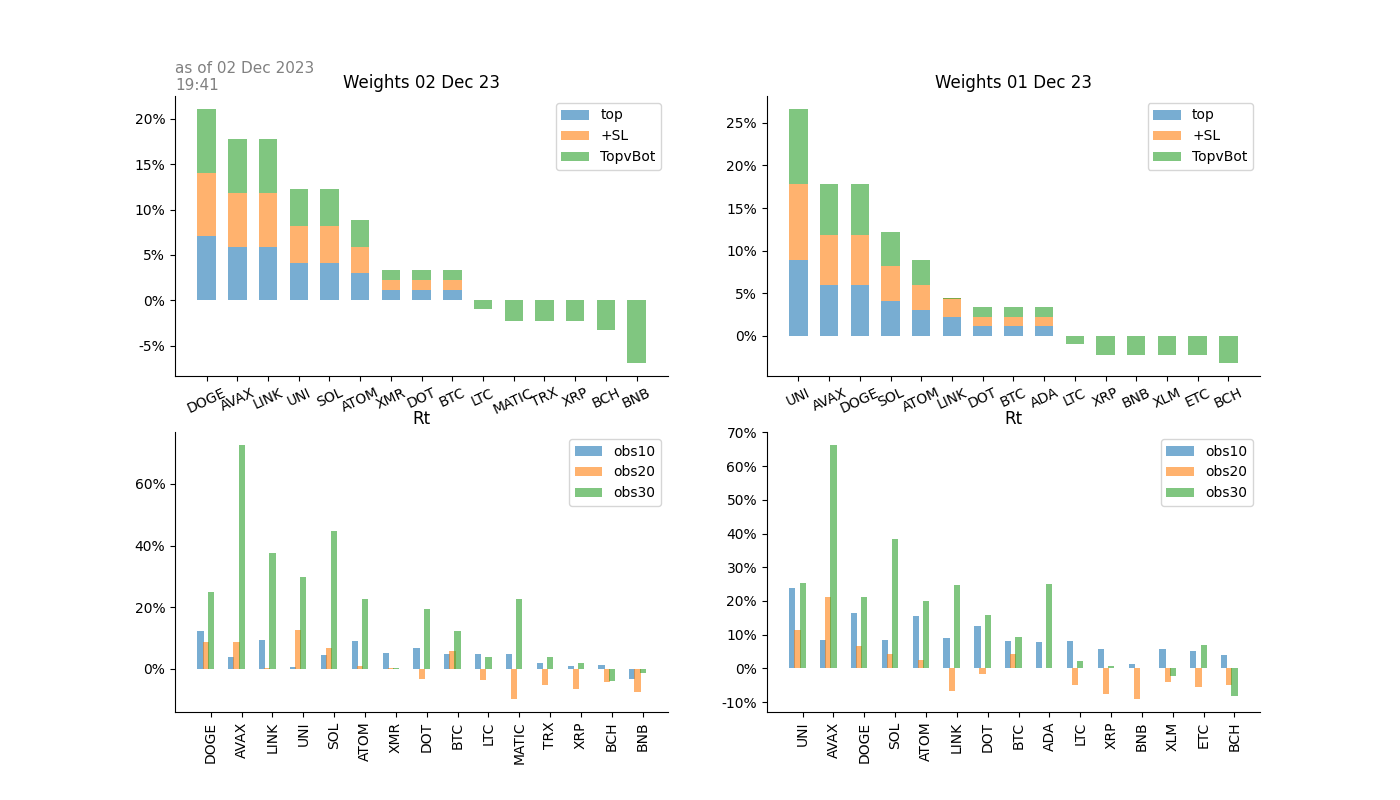 as of 02 Dec 2023
19:41
Weights 02 Dec 23
20%
15%
10%
5%
0%
-5%
top
+SL
TopvBot
DOGE AVAX LINK UNI SOL ATOM XMR DOT BTC LTC MATIC TRX XRP BCH BNB
Weights 01 Dec 23
25%
20%
15%
10%
5%
0%
top
+SL
TopvBot
UNI AVAX DOGE SOL ATOM LINK DOT BTC ADA LTC XRP BNB XLM ETC BCH
Rt
60%
40%
20%
0%
obs10
obs20
obs30
DOGE AVAX LINK UNI SOL ATOM XMR DOT BTC LTC MATIC TRX XRP BCH BNB
Rt
70%
60%
50%
40%
30%
20%
10%
0%
-10%
obs10
obs20
obs30
UNI AVAX DOGE SOL ATOM LINK DOT BTC ADA LTC XRP BNB XLM ETC BCH